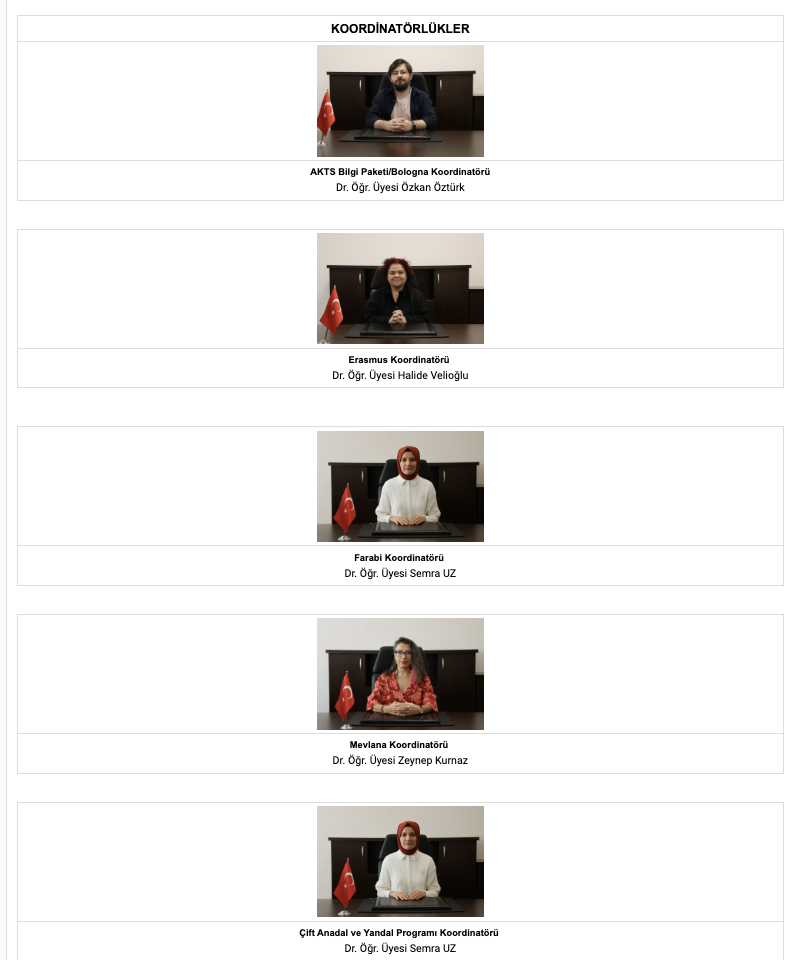 KOORDİNATÖRLÜKLER
AKTS Bilgi Paketi/Bologna Koordinatörü
Dr. Öğr. Üyesi Özkan Öztürk
Erasmus Koordinatörü
Dr. Öğr. Üyesi Halide Velioğlu
Farabi Koordinatörü
Dr. Öğr. Üyesi Semra UZ
Mevlana Koordinatörü
Dr. Öğr. Üyesi Zeynep Kurnaz
Çift Anadal ve Yandal Programı Koordinatörü
Dr. Öğr. Üyesi Semra UZ